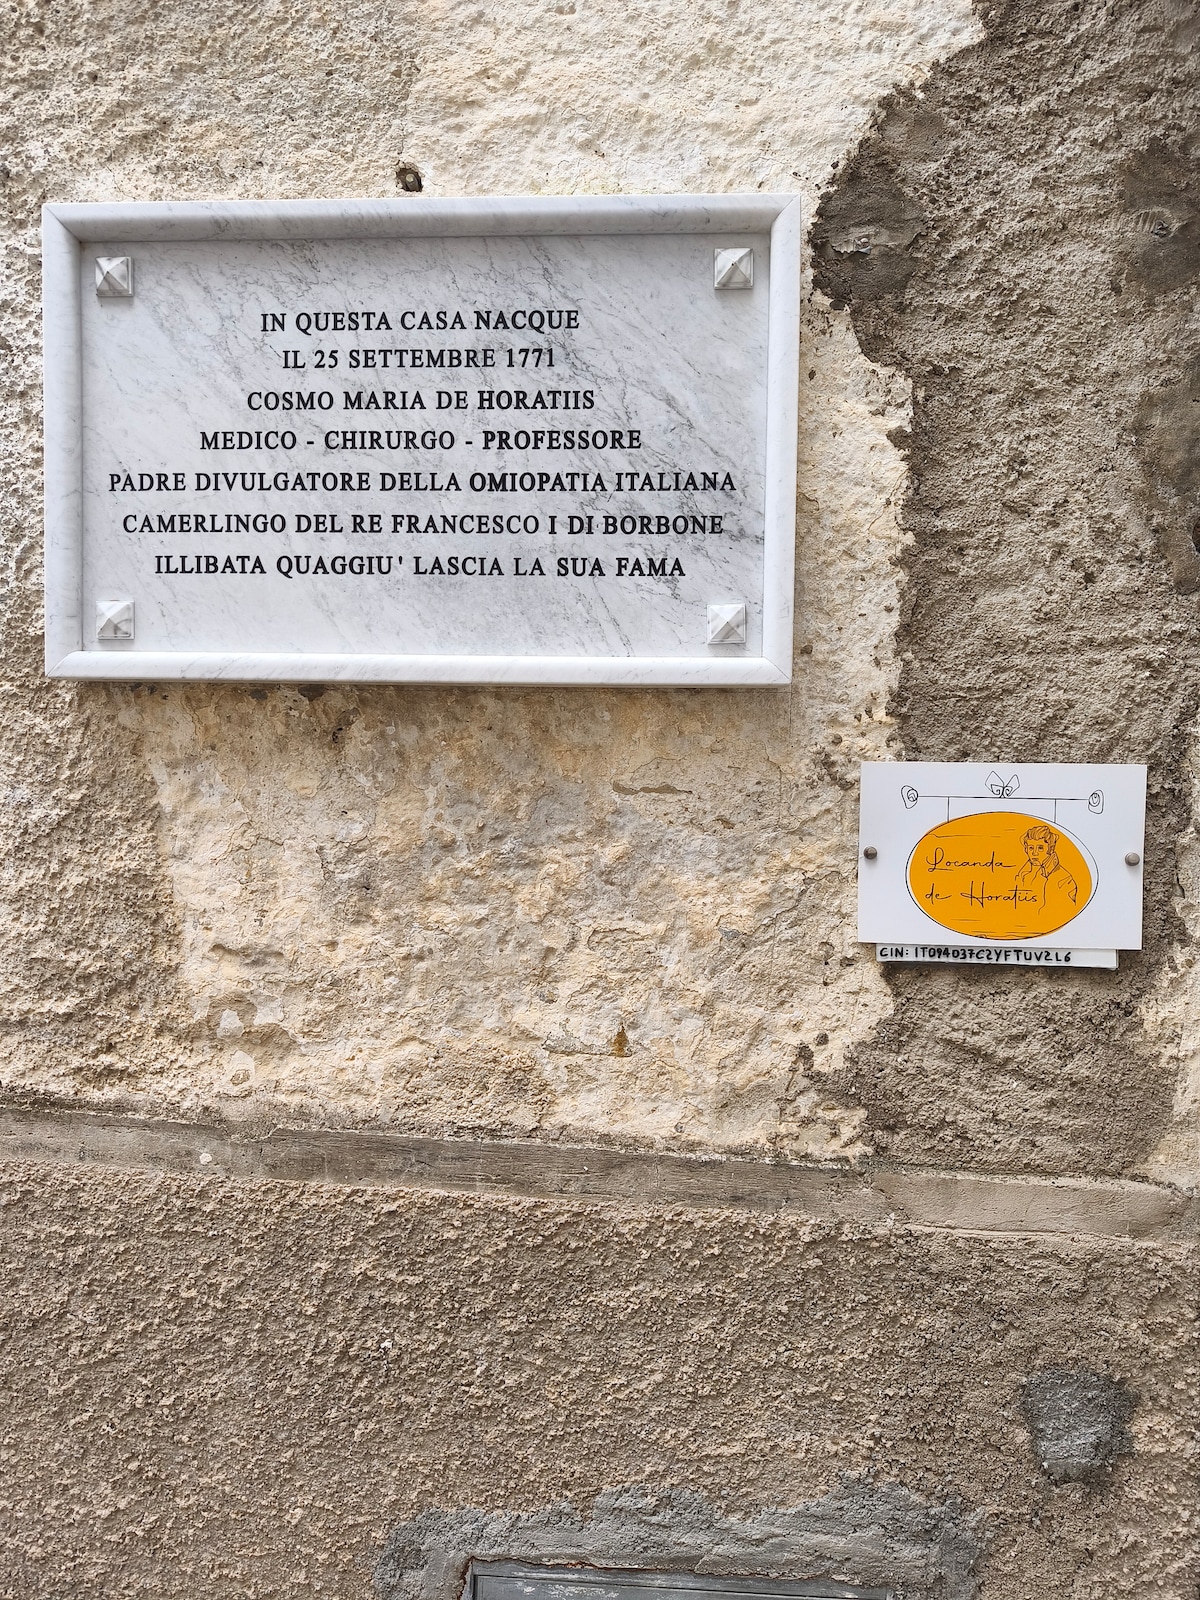 IN QUESTA CASA NACQUE
IL 25 SETTEMBRE 1771
COSMO MARIA DE HORATIIS
MEDICO - CHIRURGO - PROFESSORE
PADRE DIVULGATORE DELLA OMIOPATIA ITALIANA
CAMERLINGO DEL RE FRANCESCO I DI BORBONE
ILLIBATA QUAGGIU' LASCIA LA SUA FAMA
Locanda
de Horatiis
CIN: IT094037C2YFTUVZL6